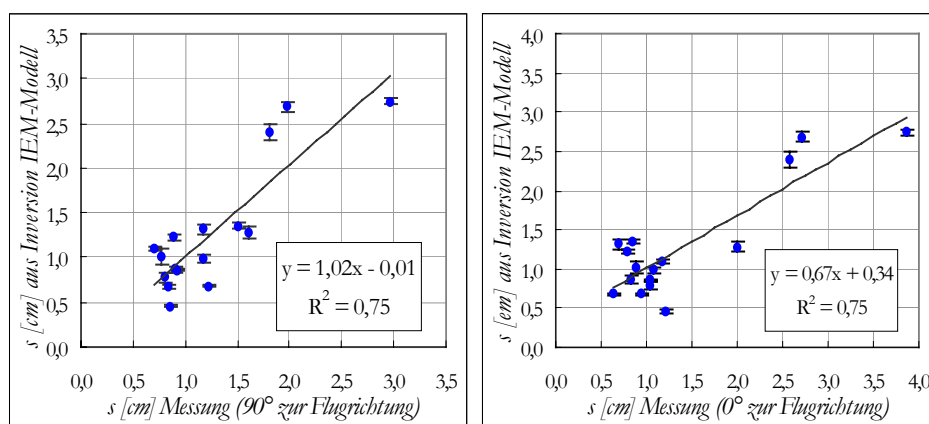 s [cm] aus Inversion IEM-Modell
3,5
3,0
2,5
2,0
1,5
1,0
0,5
0,0
y = 1,02x - 0,01
R² = 0,75
0,0 1,0 1,5 2,0 2,5 3,0 3,5
s [cm] Messung (90° zur Flugrichtung)
s [em] aus Inversion IEM-Modell
4,0
3,5
3,0
2,5
2,0
1,5
1,0
0,5
0,0
y = 0,67x + 0,34
R² = 0,75
0,0 0,5 1,0 1,5 2,0 2,5 3,0 3,5 4,0
s [cm] Messung (0° zur Flugrichtung)